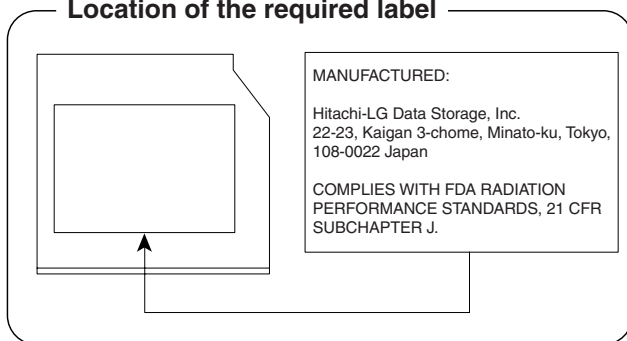 Location of the required label
MANUFACTURED:
Hitachi-LG Data Storage, Inc.
22-23, Kaigan 3-chome, Minato-ku, Tokyo,
108-0022 Japan
COMPLIES WITH FDA RADIATION
PERFORMANCE STANDARDS, 21 CFR
SUBCHAPTER J.